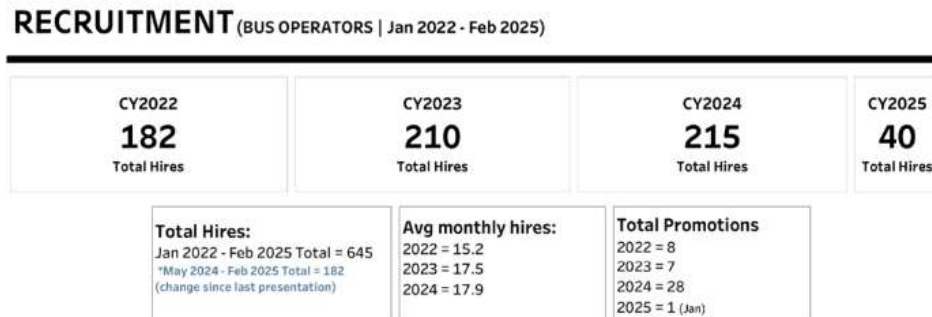 RECRUITMENT (BUS OPERATORS | Jan 2022 - Feb 2025)
CY2022
182
Total Hires
CY2023
210
Total Hires
CY2024
215
Total Hires
CY2025
40
Total Hires
Total Hires:
Jan 2022 - Feb 2025 Total = 645
*May 2024 - Feb 2025 Total = 182
(change since last presentation)
Avg monthly hires:
2022 = 15.2
2023 = 17.5
2024 = 17.9
Total Promotions
2022 = 8
2023 = 7
2024 = 28
2025 = 1 (Jan)